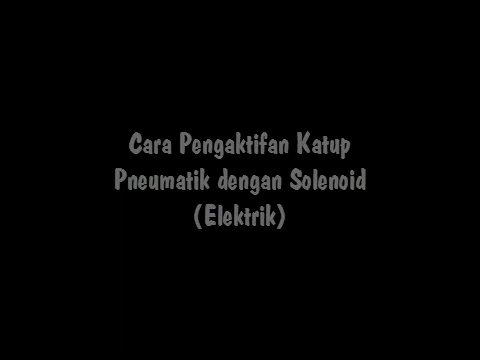 Cara Pengaktifan Katup
Pneumatik dengan Solenoid
(Elektrik)